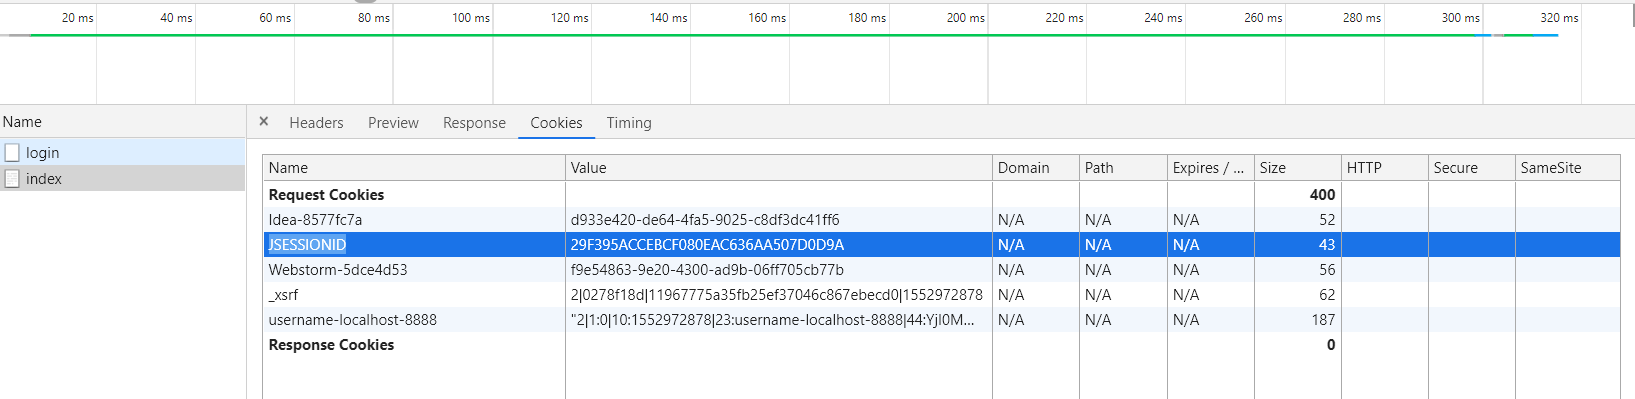 20 ms 40 ms 60 ms 80 ms 100 ms 120 ms 140 ms 160 ms 180 ms 200 ms 220 ms 240 ms 260 ms 280 ms 300 ms 320 ms
Name
login
index
× Headers Preview Response Cookies Timing
Name Value Domain Path Expires / ... Size HTTP Secure SameSite
Request Cookies 400
Idea-8577fc7a d933e420-de64-4fa5-9025-c8df3dc41ff6 N/A N/A N/A 52
JSESSIONID 29F395ACCEBCF080EAC636AA507D0D9A N/A N/A N/A 43
Webstorm-5dce4d53 f9e54863-9e20-4300-ad9b-06ff705cb77b N/A N/A N/A 56
_xsrf 2|0278f18d|11967775a35fb25ef37046c867ebecd0|1552972878 N/A N/A N/A 62
username-localhost-8888 "2|1:0|10:1552972878|23:username-localhost-8888|44:YjI0M... N/A N/A N/A 187
Response Cookies 0